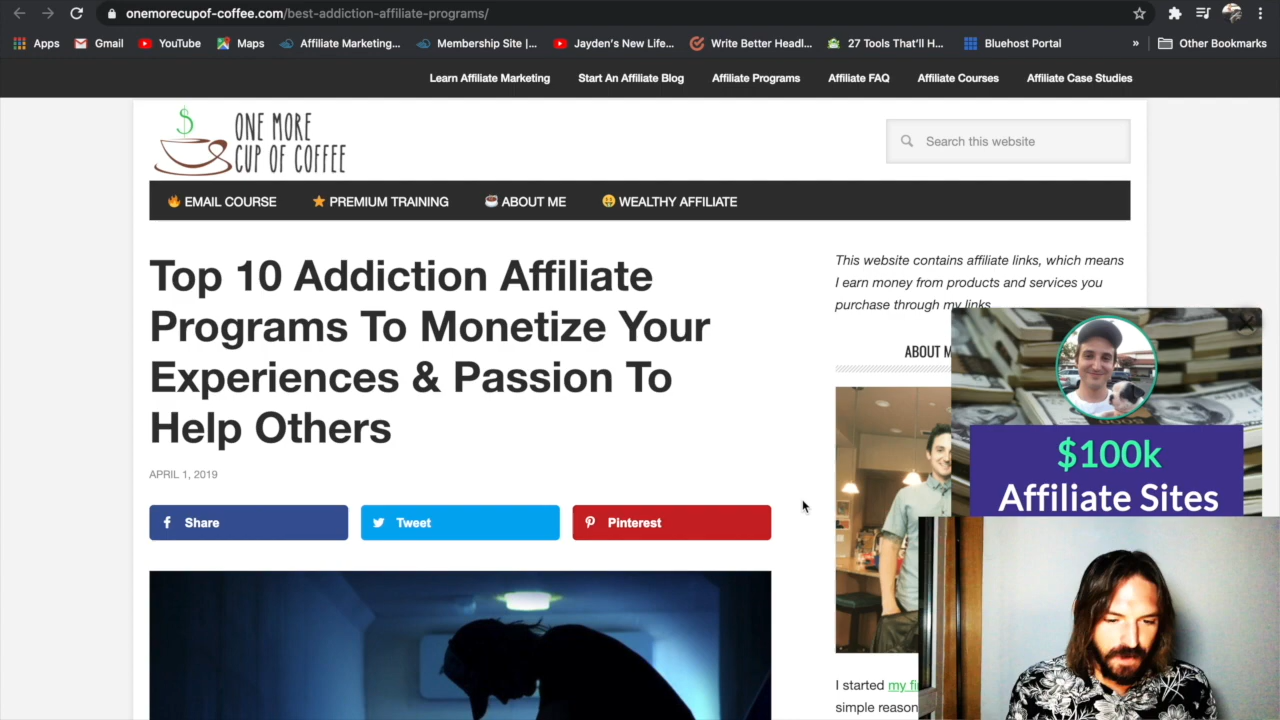 onemorecupof-coffee.com/best-addiction-affiliate-programs/
Apps Gmail YouTube Maps Affiliate Marketing... Membership Site |... Jayden's New Life... Write Better Headl... 27 Tools That'll H... Bluehost Portal » Other Bookmarks
Learn Affiliate Marketing Start An Affiliate Blog Affiliate Programs Affiliate FAQ Affiliate Courses Affiliate Case Studies
$ ONE MORE
CUP OF COFFEE
Search this website
EMAIL COURSE PREMIUM TRAINING ABOUT ME WEALTHY AFFILIATE
Top 10 Addiction Affiliate
Programs To Monetize Your
Experiences & Passion To
Help Others
APRIL 1, 2019
Share Tweet Pinterest
This website contains affiliate links, which means
I earn money from products and services you
purchase through my links.
ABOUT M
$100k
Affiliate Sites
I started my fi
simple reason